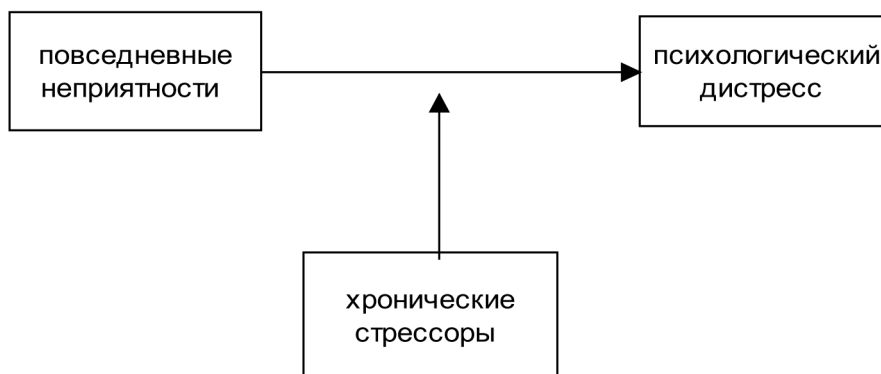 повседневные
неприятности
психологический
дистресс
хронические
стрессоры